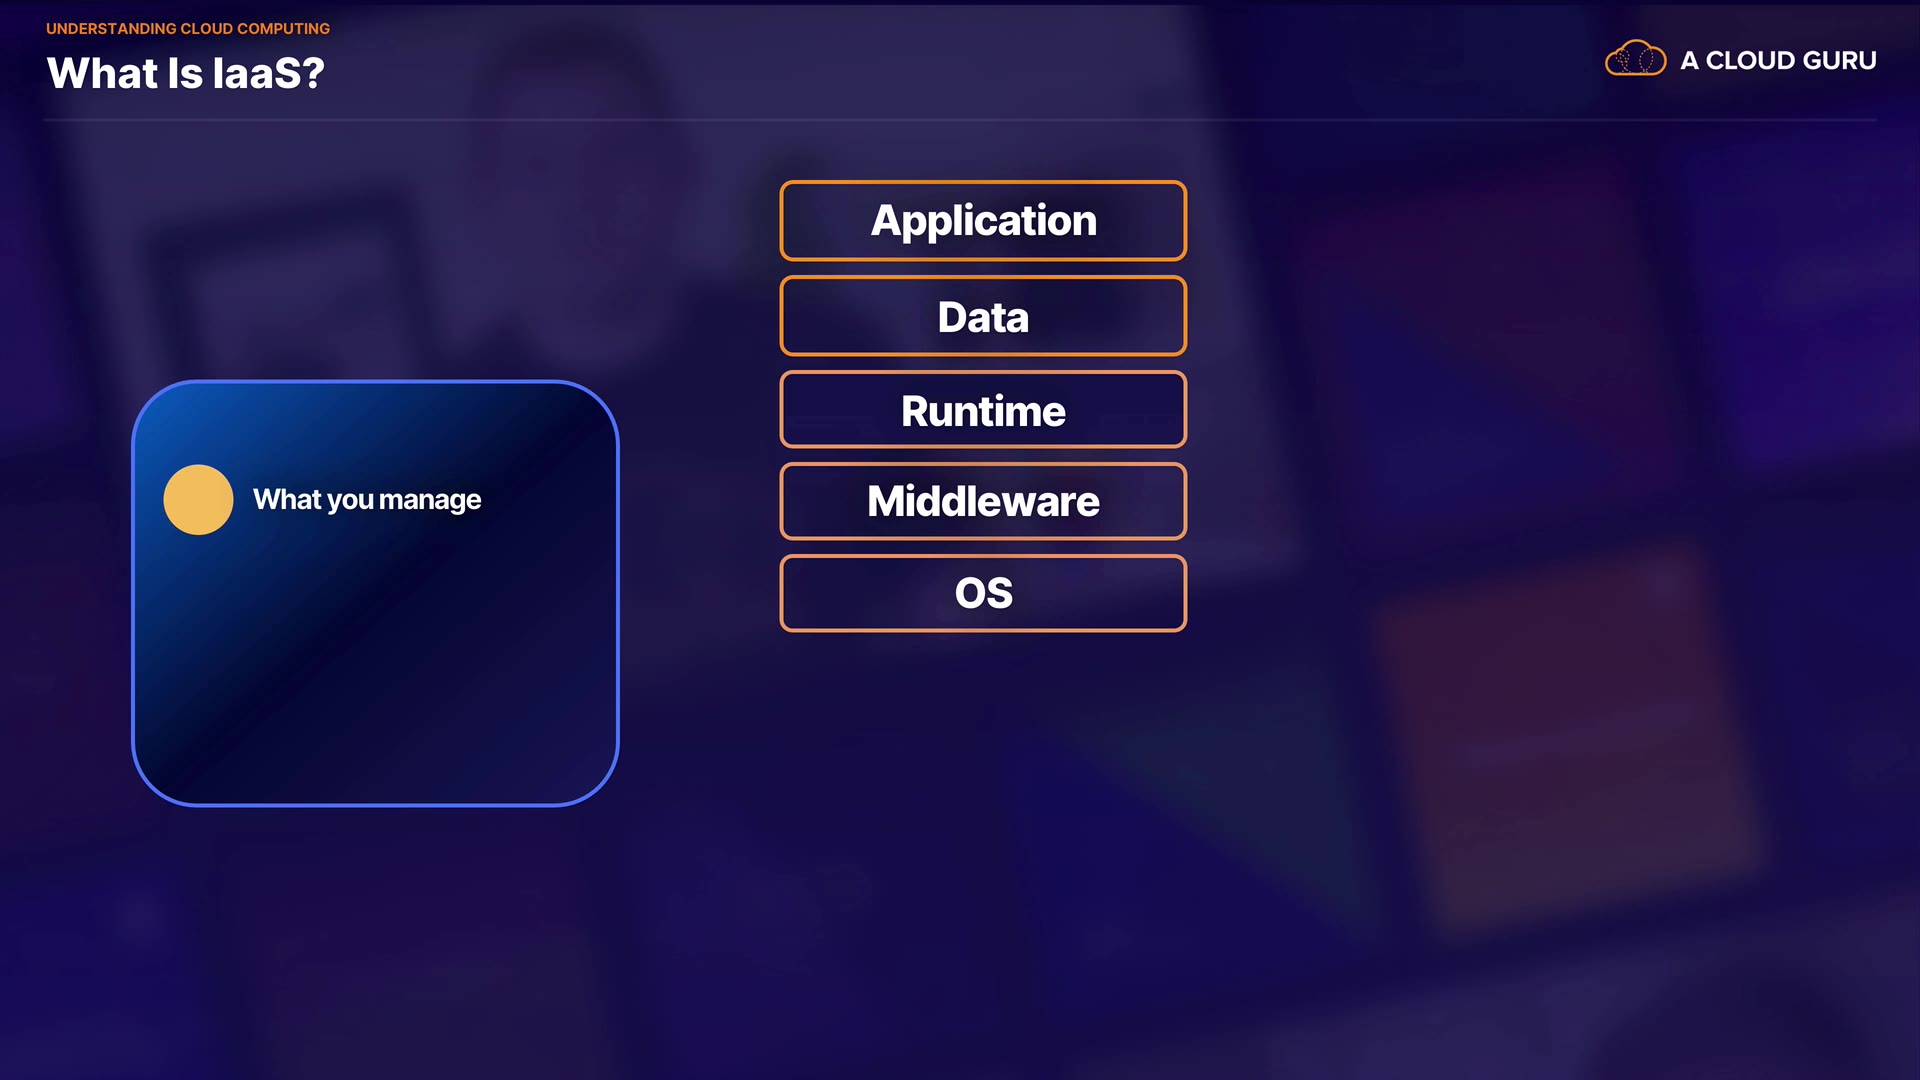 UNDERSTANDING CLOUD COMPUTING
What Is IaaS?
A CLOUD GURU
Application
Data
Runtime
Middleware
OS
What you manage